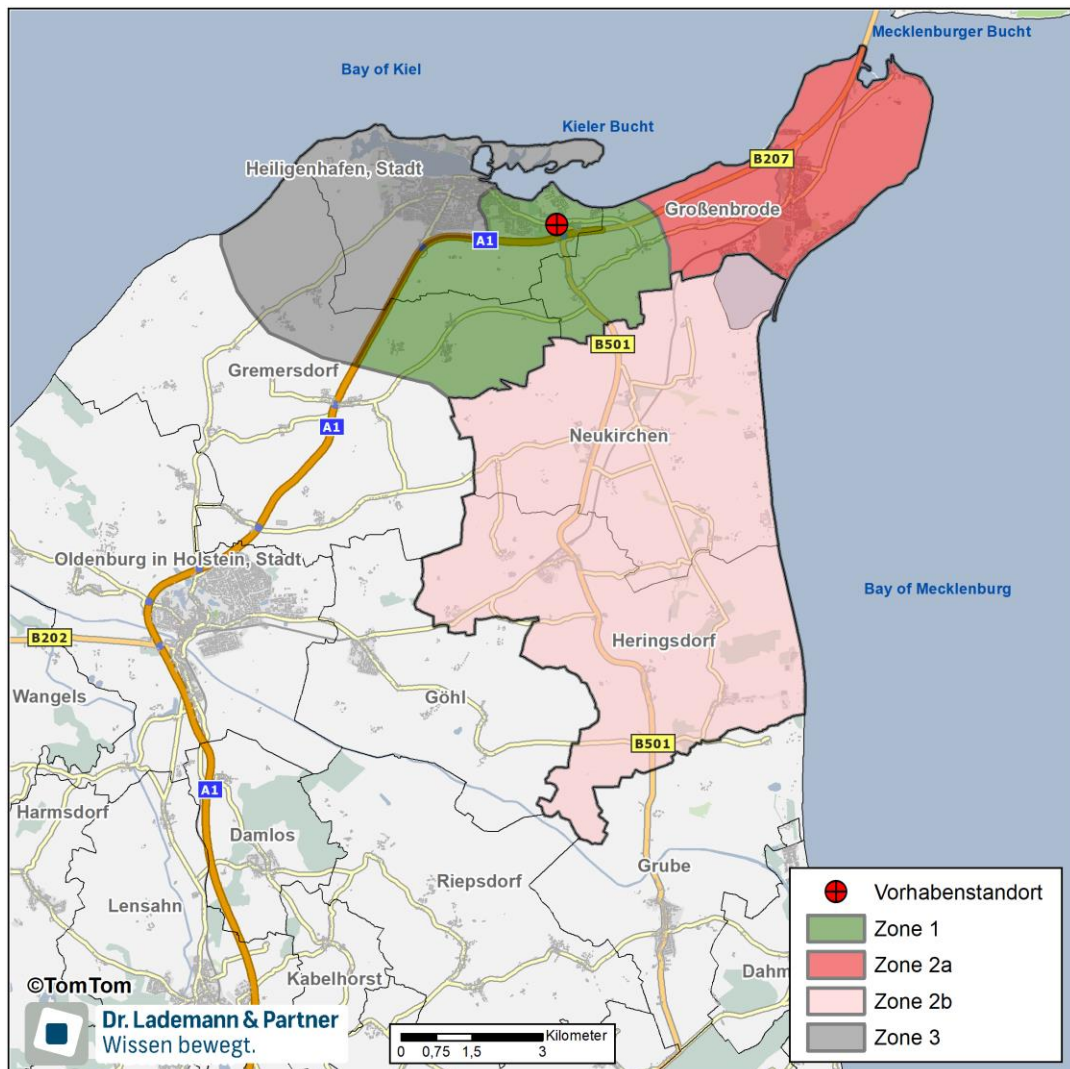 Mecklenburger Bucht
Bay of Kiel
Kieler Bucht
B207
Heiligenhafen, Stadt
Großenbrode
A1
B501
Gremersdorf
A1
Neukirchen
Oldenburg in Holstein, Stadt
Bay of Mecklenburg
B202
Heringsdorf
Wangels
Göhl
B501
A1
Harmsdorf
Damlos
Grube
Riepsdorf
Lensahn
Kabelhorst
Dahm
©TomTom
Dr. Lademann & Partner
Wissen bewegt.
Kilometer
0 0,75 1,5 3
Vorhabenstandort
Zone 1
Zone 2a
Zone 2b
Zone 3